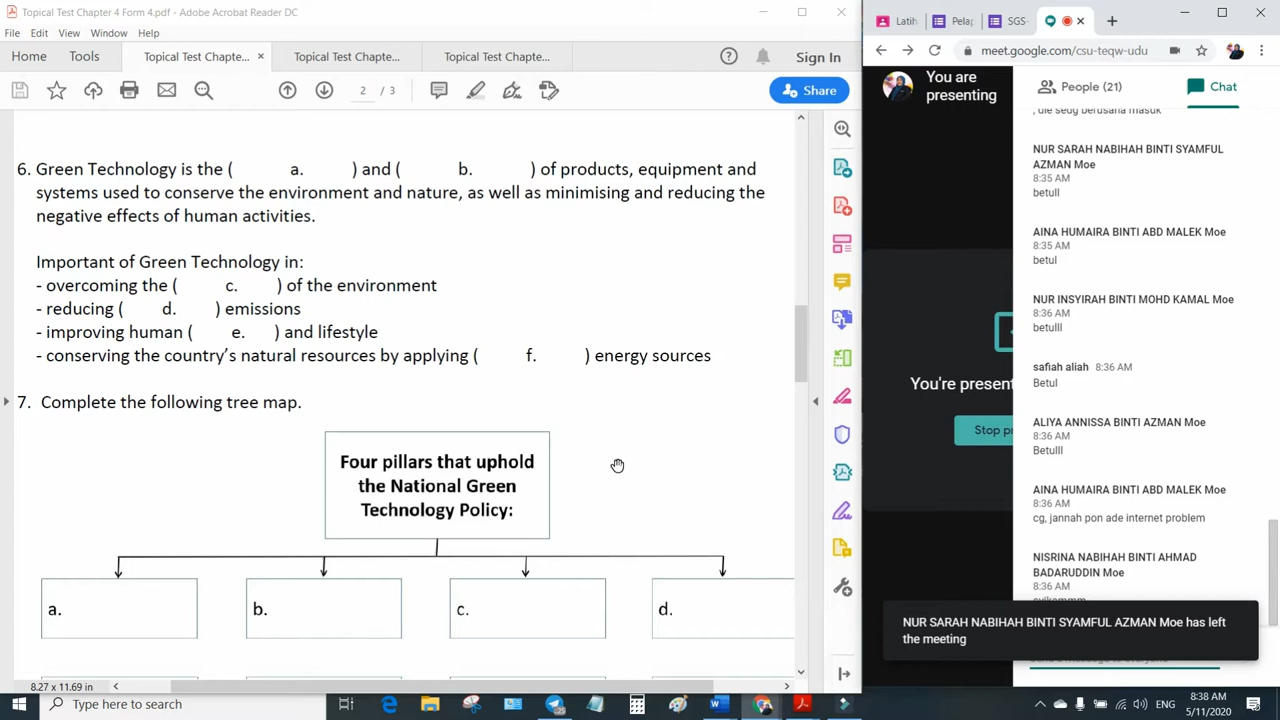 Topical Test Chapter 4 Form 4.pdf - Adobe Acrobat Reader DC
File Edit View Window Help
Home Tools Topical Test Chapte... × Topical Test Chapte... Topical Test Chapte... Sign In
2 / 3 Share
6. Green Technology is the ( a. ) and ( b. ) of products, equipment and
systems used to conserve the environment and nature, as well as minimising and reducing the
negative effects of human activities.
Important of Green Technology in:
- overcoming the ( c. ) of the environment
- reducing ( d. ) emissions
- improving human ( e. ) and lifestyle
- conserving the country's natural resources by applying ( f. ) energy sources
7. Complete the following tree map.
Four pillars that uphold
the National Green
Technology Policy:
a. b. c. d.
8.27 x 11.69 in
Latih Pelap SGS-
meet.google.com/csu-teqw-udu
You are
presenting
People (21) Chat
NUR SARAH NABIHAH BINTI SYAMFUL
AZMAN Moe
8:35 AM
betull
AINA HUMAIRA BINTI ABD MALEK Moe
8:35 AM
betul
NUR INSYIRAH BINTI MOHD KAMAL Moe
8:36 AM
betulll
safiah aliah 8:36 AM
Betul
ALIYA ANNISSA BINTI AZMAN Moe
8:36 AM
Betulll
AINA HUMAIRA BINTI ABD MALEK Moe
8:36 AM
cg, jannah pon ade internet problem
NISRINA NABIHAH BINTI AHMAD
BADARUDDIN Moe
8:36 AM
You're present
Stop pr
NUR SARAH NABIHAH BINTI SYAMFUL AZMAN Moe has left
the meeting
Type here to search
ENG
8:38 AM
5/11/2020